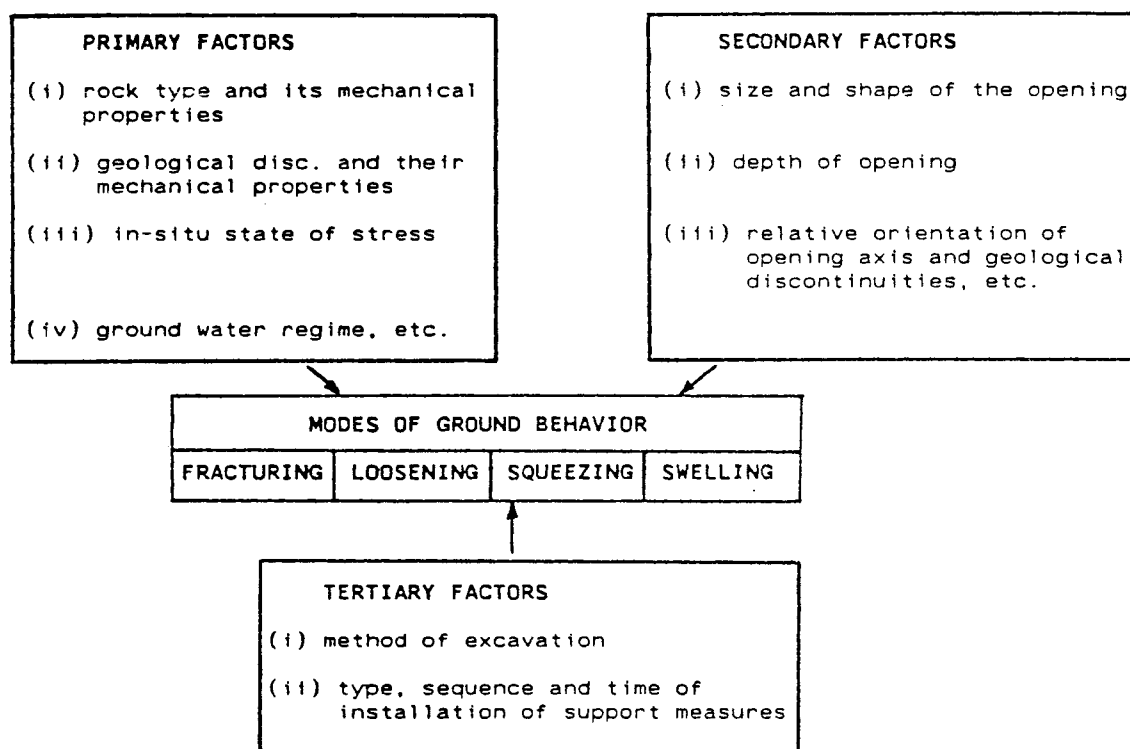 PRIMARY FACTORS
(i) rock type and its mechanical
properties
(ii) geological disc. and their
mechanical properties
(iii) in-situ state of stress
(iv) ground water regime, etc.
SECONDARY FACTORS
(i) size and shape of the opening
(ii) depth of opening
(iii) relative orientation of
opening axis and geological
discontinuities, etc.
MODES OF GROUND BEHAVIOR
FRACTURING LOOSENING SQUEEZING SWELLING
TERTIARY FACTORS
(i) method of excavation
(ii) type, sequence and time of
installation of support measures